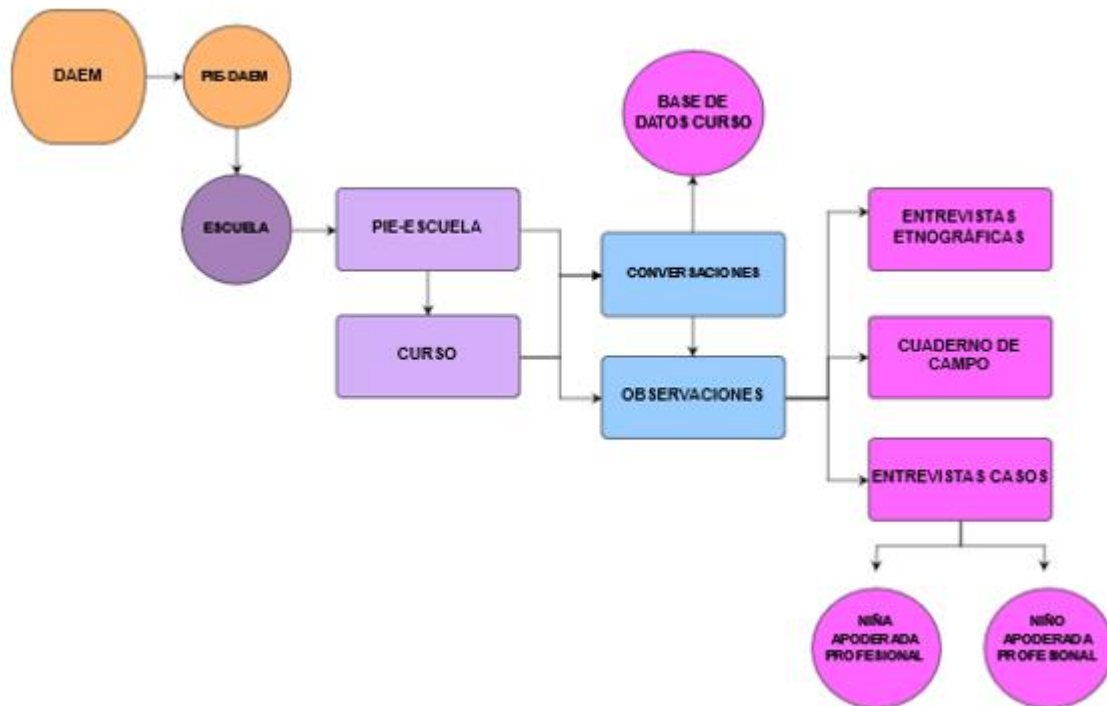 DAEM
PIE-DAEM
BASE DE
DATOS CURSO
ESCUELA
PIE-ESCUELA
CONVERSACIONES
ENTREVISTAS
ETNOGRÁFICAS
CURSO
OBSERVACIONES
CUADERNO DE
CAMPO
ENTREVISTAS CASOS
NIÑA
APODERADA
PROFESIONAL
NIÑO
APODERADA
PROFESIONAL